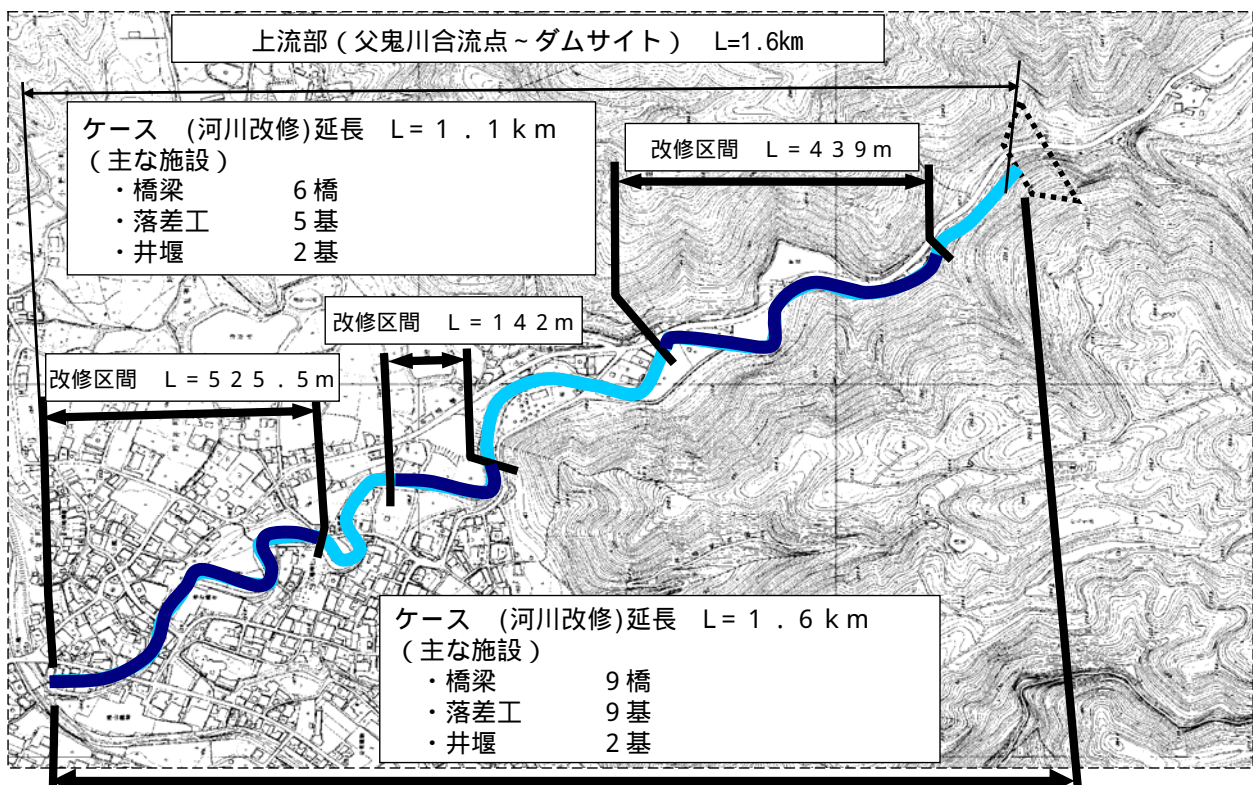 上流部（父鬼川合流点～ダムサイト）　L=1.6㎞
ケース　(河川改修)延長　L=１．１ｋｍ
（主な施設）
・橋梁　　　　６橋
・落差工　　　５基
・井堰　　　　２基
改修区間　L=４３９ｍ
改修区間　L=１４２ｍ
改修区間　L=５２５.５ｍ
ケース　(河川改修)延長　L=１．６ｋｍ
（主な施設）
・橋梁　　　　９橋
・落差工　　　９基
・井堰　　　　２基